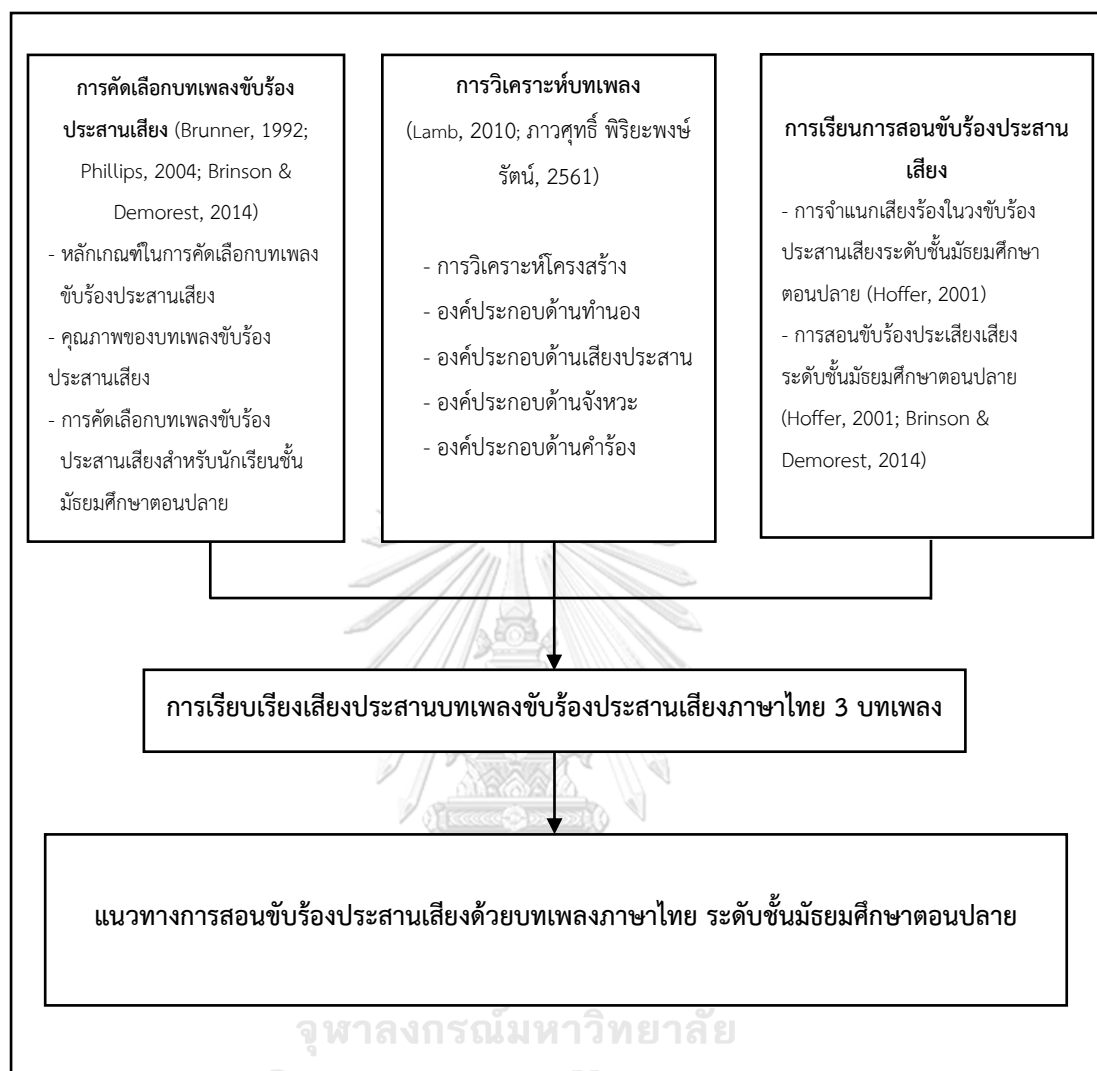 การคัดเลือกบทเพลงขับร้อง
ประสานเสียง (Brunner, 1992;
Phillips, 2004; Brinson &
Demorest, 2014)
- หลักเกณฑ์ในการคัดเลือกบทเพลง
ขับร้องประสานเสียง
- คุณภาพของบทเพลงขับร้อง
ประสานเสียง
- การคัดเลือกบทเพลงขับร้อง
ประสานเสียงสำหรับนักเรียนชั้น
มัธยมศึกษาตอนปลาย
การวิเคราะห์บทเพลง
(Lamb, 2010; ภาวศุทธิ์ พิริยะพงษ์
รัตน์, 2561)
- การวิเคราะห์โครงสร้าง
- องค์ประกอบด้านทำนอง
- องค์ประกอบด้านเสียงประสาน
- องค์ประกอบด้านจังหวะ
- องค์ประกอบด้านคำร้อง
การเรียนการสอนขับร้องประสาน
เสียง
- การจำแนกเสียงร้องในวงขับร้อง
ประสานเสียงระดับชั้นมัธยมศึกษา
ตอนปลาย (Hoffer, 2001)
- การสอนขับร้องประเสียงเสียง
ระดับชั้นมัธยมศึกษาตอนปลาย
(Hoffer, 2001; Brinson &
Demorest, 2014)
การเรียบเรียงเสียงประสานบทเพลงขับร้องประสานเสียงภาษาไทย 3 บทเพลง
แนวทางการสอนขับร้องประสานเสียงด้วยบทเพลงภาษาไทย ระดับชั้นมัธยมศึกษาตอนปลาย
จุฬาลงกรณ์มหาวิทยาลัย